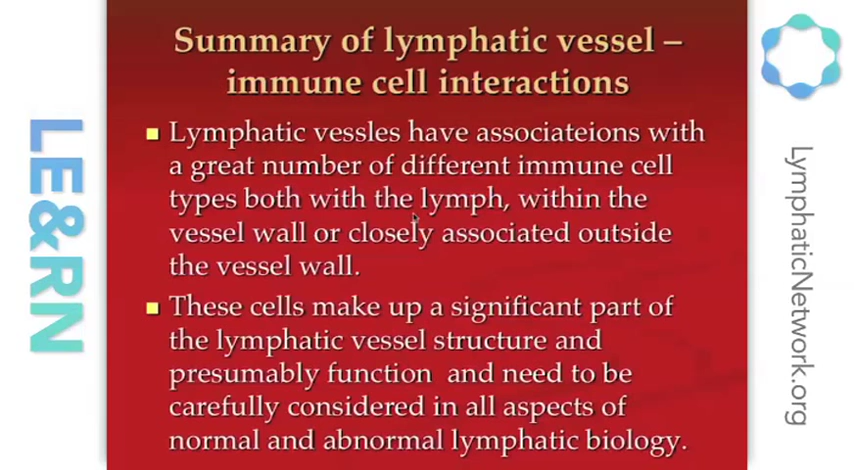 Summary of lymphatic vessel –
immune cell interactions
Lymphatic vessles have associateions with
a great number of different immune cell
types both with the lymph, within the
vessel wall or closely associated outside
the vessel wall.
These cells make up a significant part of
the lymphatic vessel structure and
presumably function and need to be
carefully considered in all aspects of
normal and abnormal lymphatic biology.
LE&RN
LymphaticNetwork.org